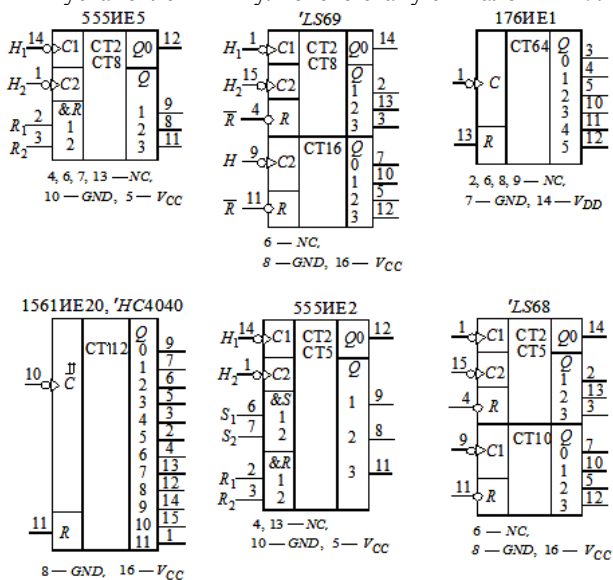 555ИЕ5
H1 14 C1 CT2 Q0 12
CT8
H2 1 C2 Q
&R
R1 2 1 1 9
R2 3 2 2 8
3 11
4, 6, 7, 13 — NC,
10 — GND, 5 — VCC
'LS69
H1 1 C1 CT2 Q0 14
CT8
H2 15 C2 Q
1 2
2 13
R 4 R 3 3
H 9 C2 CT16 Q
0 7
1 10
2 5
R 11 R 3 12
6 — NC,
8 — GND, 16 — VCC
176ИЕ1
CT64 Q
0 3
1 4
1 C 2 5
3 10
4 11
13 R 5 12
2, 6, 8, 9 — NC,
7 — GND, 14 — VDD
1561ИЕ20, 'HC4040
Q
CT12 0 9
1 7
10 C 2 6
3 5
4 3
5 2
6 4
7 13
8 12
9 14
10 15
11 R 11 1
8 — GND, 16 — VCC
555ИЕ2
H1 14 C1 CT2 Q0 12
CT5
H2 1 C2 Q
&S 1 9
S1 6 1
S2 7 2 2 8
&R 3 11
R1 2 1
R2 3 2
4, 13 — NC,
10 — GND, 5 — VCC
'LS68
1 C1 CT2 Q0 14
CT5
15 C2 Q
1 2
2 13
4 R 3 3
9 C1 CT10 Q
0 7
1 10
2 5
11 R 3 12
6 — NC,
8 — GND, 16 — VCC